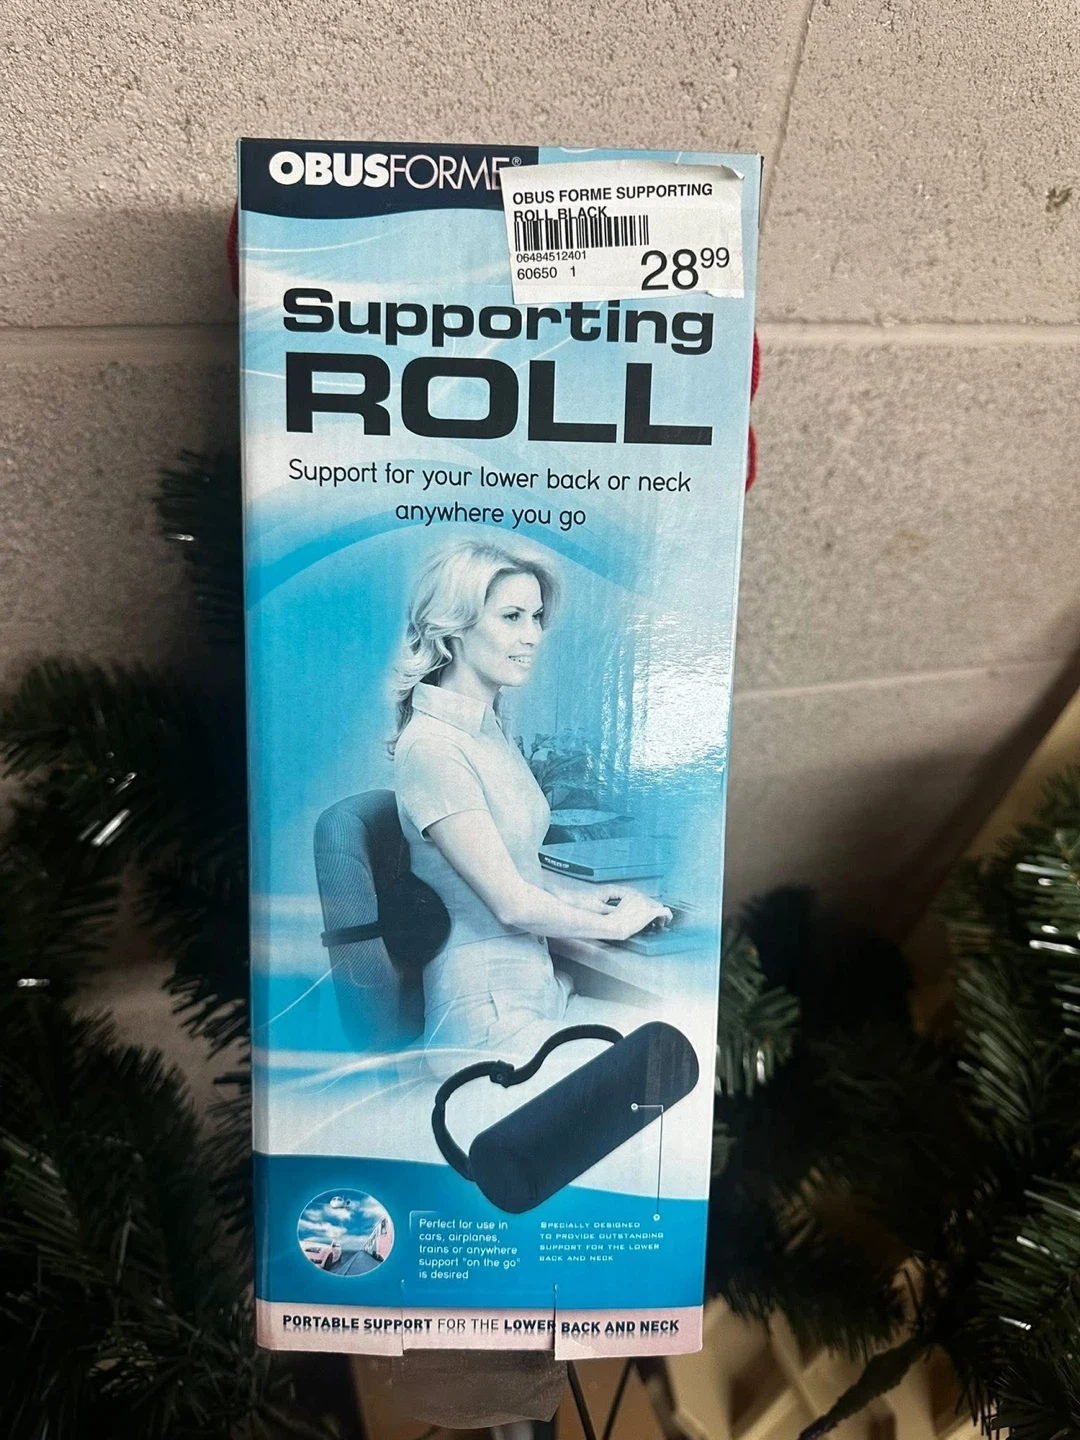 OBUSFORME®
OBUS FORME SUPPORTING
ROLL BLACK
06484512401
60650 1
28.99
Supporting
ROLL
Support for your lower back or neck
anywhere you go
Perfect for use in
cars, airplanes,
trains or anywhere
support "on the go"
is desired
SPECIALLY DESIGNED
TO PROVIDE OUTSTANDING
SUPPORT FOR THE LOWER
BACK AND NECK
PORTABLE SUPPORT FOR THE LOWER BACK AND NECK